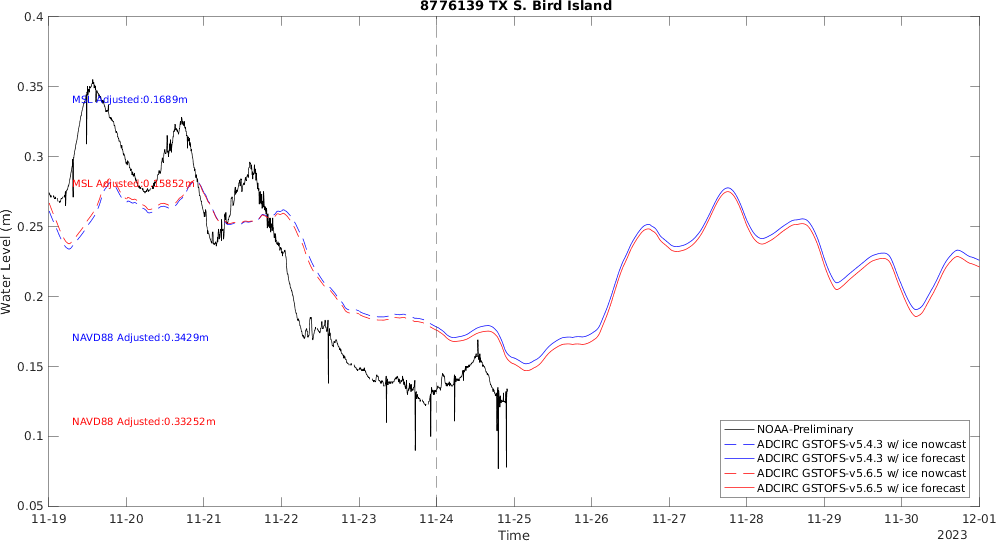 8776139 TX S. Bird Island
0.4
0.35
0.3
0.25
0.2
0.15
0.1
0.05
Water Level (m)
MSL Adjusted:0.1689m
MSL Adjusted:0.15852m
NAVD88 Adjusted:0.3429m
NAVD88 Adjusted:0.33252m
NOAA-Preliminary
ADCIRC GSTOFS-v5.4.3 w/ ice nowcast
ADCIRC GSTOFS-v5.4.3 w/ ice forecast
ADCIRC GSTOFS-v5.6.5 w/ ice nowcast
ADCIRC GSTOFS-v5.6.5 w/ ice forecast
11-19 11-20 11-21 11-22 11-23 11-24 11-25 11-26 11-27 11-28 11-29 11-30 12-01
Time
2023